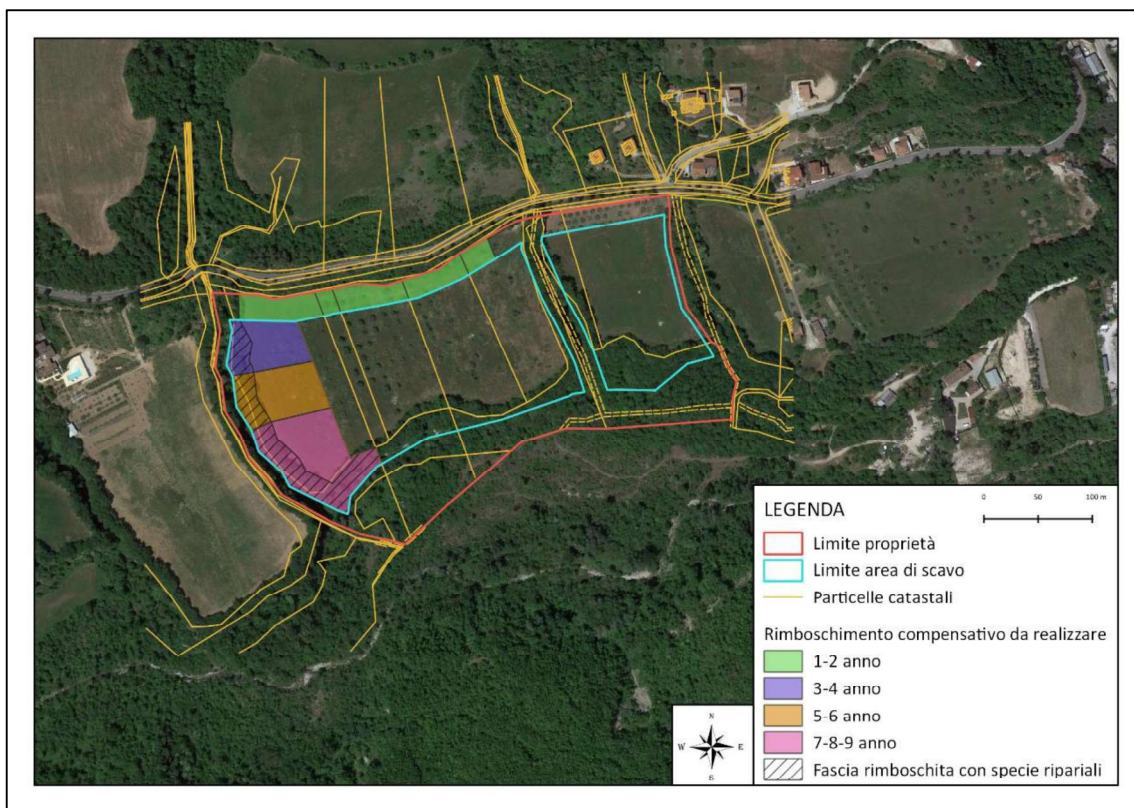 LEGENDA
0 50 100 m
Limite proprietà
Limite area di scavo
Particelle catastali
Rimboschimento compensativo da realizzare
1-2 anno
3-4 anno
5-6 anno
7-8-9 anno
Fascia rimboschita con specie ripariali
N
W E
S